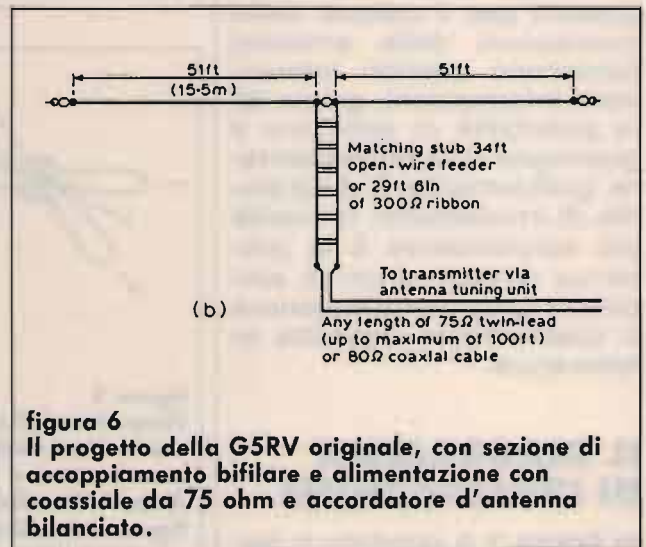 51ft
(15·5m)
51ft
Matching stub 34ft
open-wire feeder
or 29ft 6in
of 300Ω ribbon
To transmitter via
antenna tuning unit
(b)
Any length of 75Ω twin-lead
(up to maximum of 100ft)
or 80Ω coaxial cable
figura 6
Il progetto della G5RV originale, con sezione di
accoppiamento bifilare e alimentazione con
coassiale da 75 ohm e accordatore d'antenna
bilanciato.